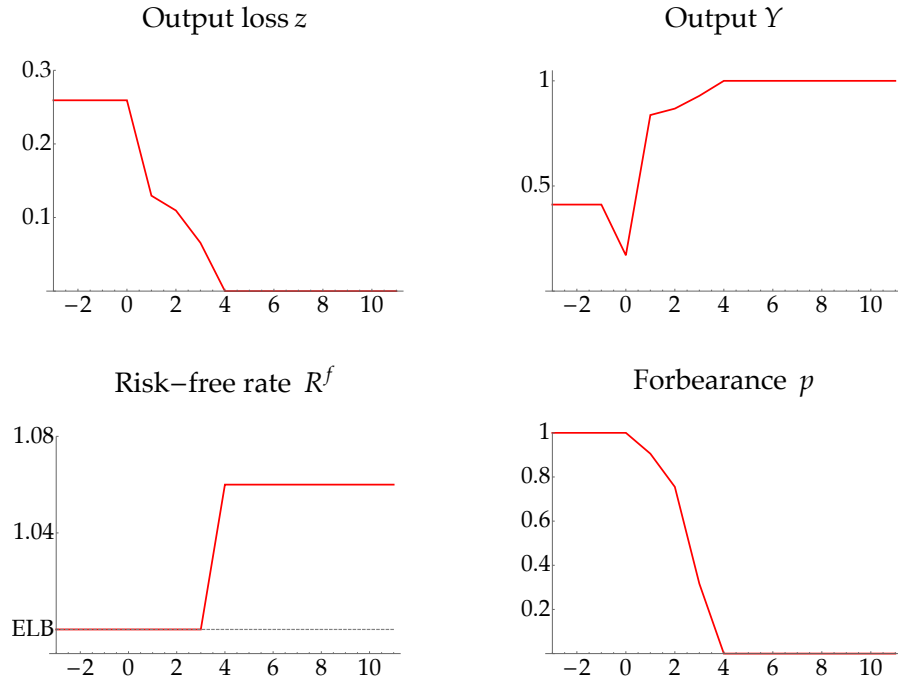 Output loss z
0.3
0.2
0.1
−2 0 2 4 6 8 10
Output Y
1
0.5
−2 0 2 4 6 8 10
Risk−free rate R^f
1.08
1.04
ELB
−2 0 2 4 6 8 10
Forbearance p
1
0.8
0.6
0.4
0.2
−2 0 2 4 6 8 10